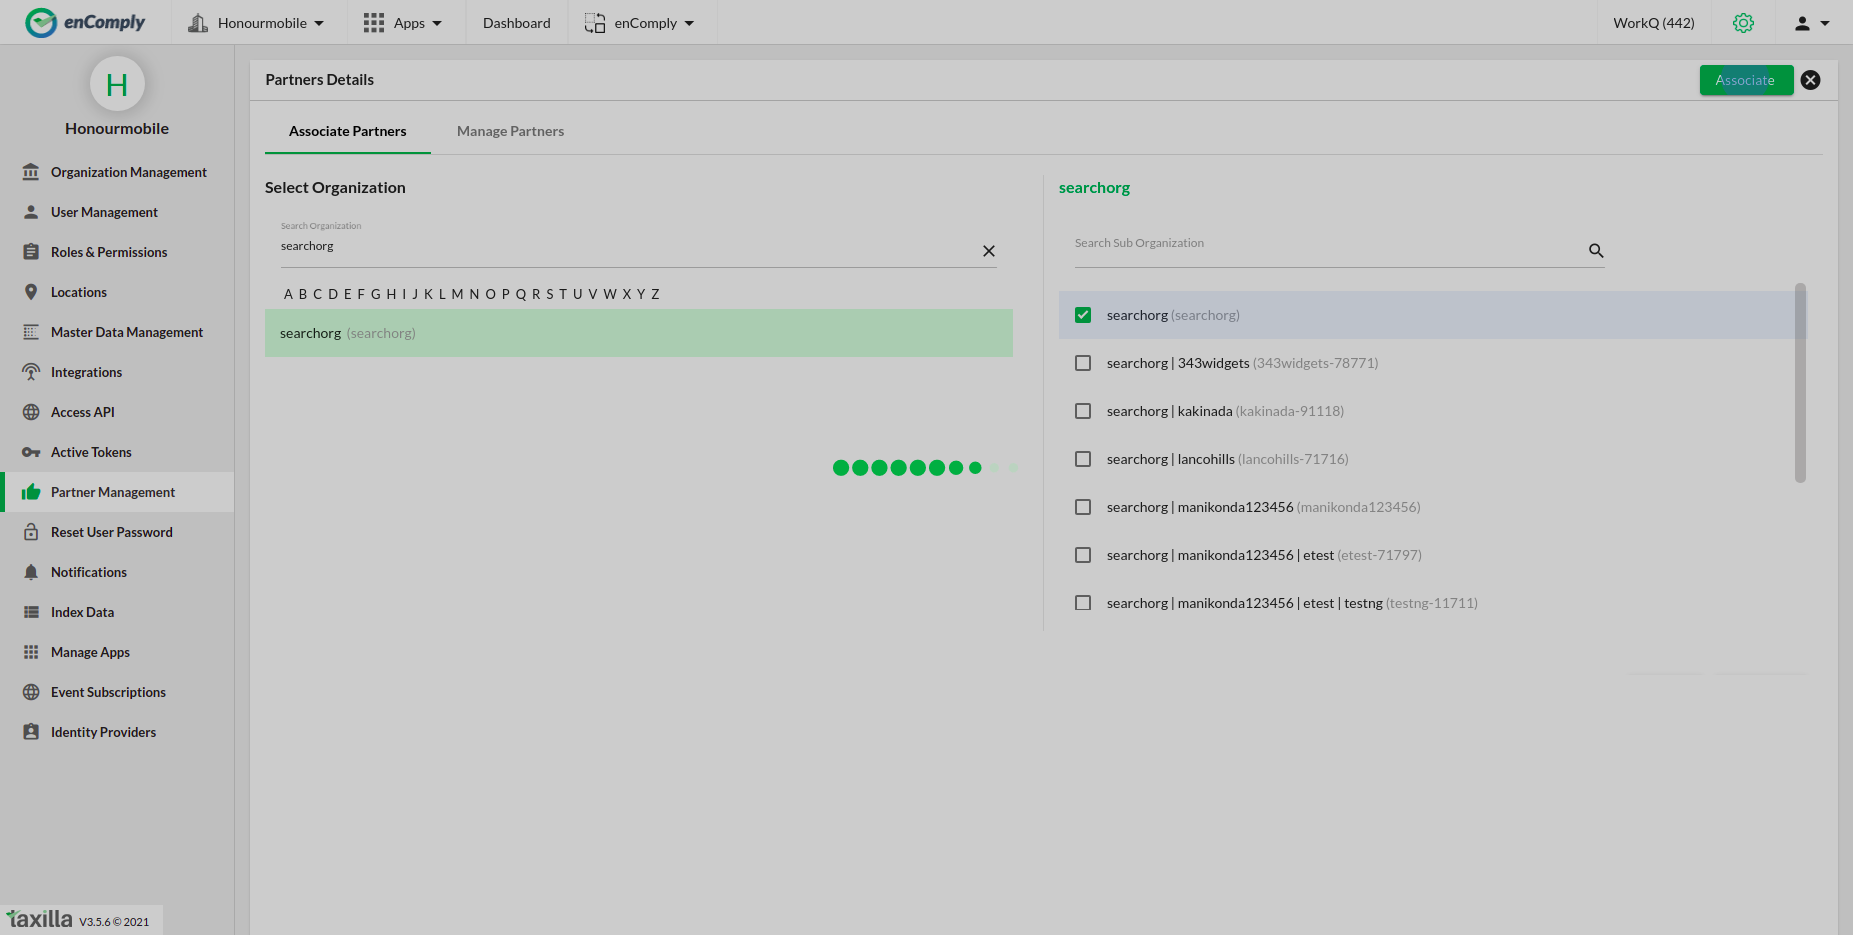 enComply
Honourmobile
Apps
Dashboard
enComply
WorkQ (442)
H
Honourmobile
Organization Management
User Management
Roles & Permissions
Locations
Master Data Management
Integrations
Access API
Active Tokens
Partner Management
Reset User Password
Notifications
Index Data
Manage Apps
Event Subscriptions
Identity Providers
taxilla V3.5.6 © 2021
Partners Details
Associate
Associate Partners
Manage Partners
Select Organization
Search Organization
searchorg
A B C D E F G H I J K L M N O P Q R S T U V W X Y Z
searchorg (searchorg)
searchorg
Search Sub Organization
searchorg (searchorg)
searchorg | 343widgets (343widgets-78771)
searchorg | kakinada (kakinada-91118)
searchorg | lancohills (lancohills-71716)
searchorg | manikonda123456 (manikonda123456)
searchorg | manikonda123456 | etest (etest-71797)
searchorg | manikonda123456 | etest | testng (testng-11711)